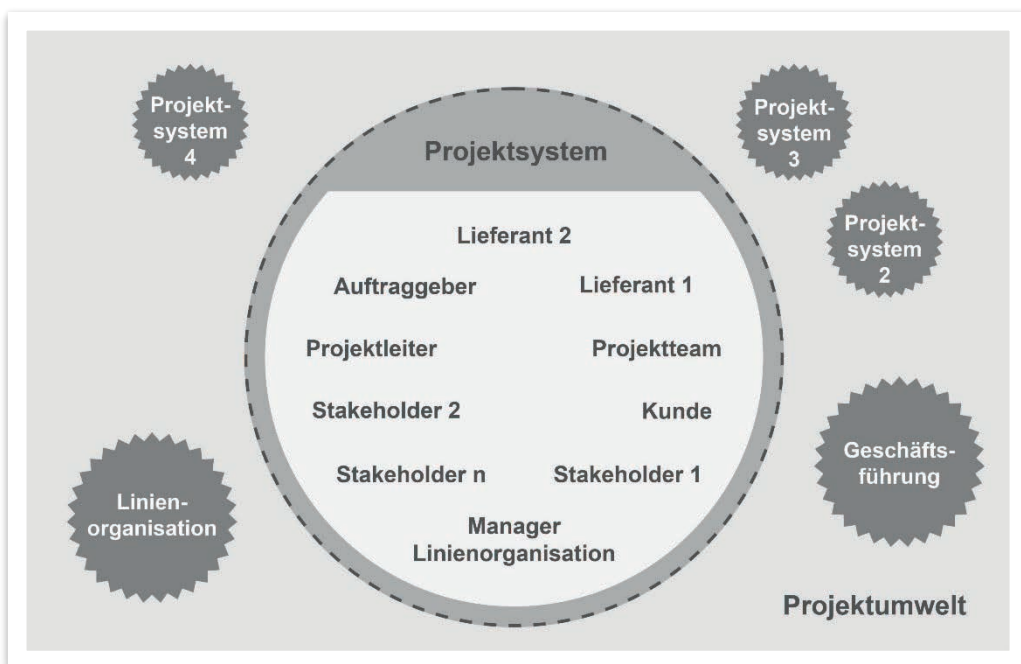 Projekt-
system
4
Projektsystem
Projekt-
system
3
Projekt-
system
2
Lieferant 2
Auftraggeber
Lieferant 1
Projektleiter
Projektteam
Stakeholder 2
Kunde
Stakeholder n
Stakeholder 1
Manager
Linienorganisation
Linien-
organisation
Geschäfts-
führung
Projektumwelt